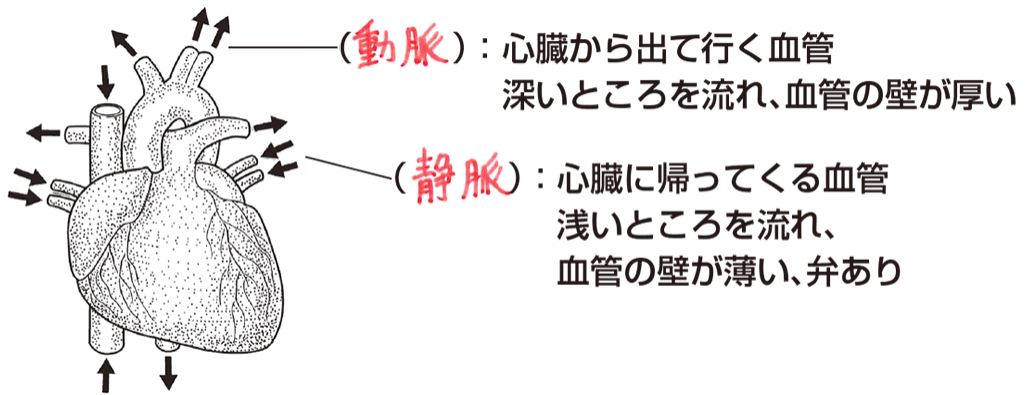 （動脈）：心臓から出て行く血管
深いところを流れ、血管の壁が厚い
（静脈）：心臓に帰ってくる血管
浅いところを流れ、
血管の壁が薄い、弁あり